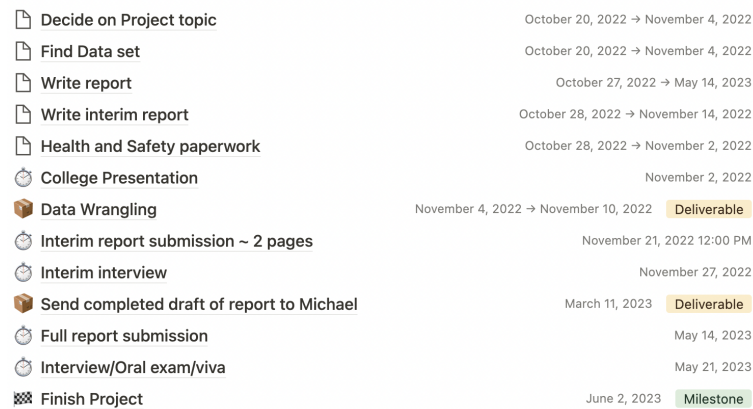 Decide on Project topic October 20, 2022 → November 4, 2022
Find Data set October 20, 2022 → November 4, 2022
Write report October 27, 2022 → May 14, 2023
Write interim report October 28, 2022 → November 14, 2022
Health and Safety paperwork October 28, 2022 → November 2, 2022
College Presentation November 2, 2022
Data Wrangling November 4, 2022 → November 10, 2022 Deliverable
Interim report submission ~ 2 pages November 21, 2022 12:00 PM
Interim interview November 27, 2022
Send completed draft of report to Michael March 11, 2023 Deliverable
Full report submission May 14, 2023
Interview/Oral exam/viva May 21, 2023
Finish Project June 2, 2023 Milestone